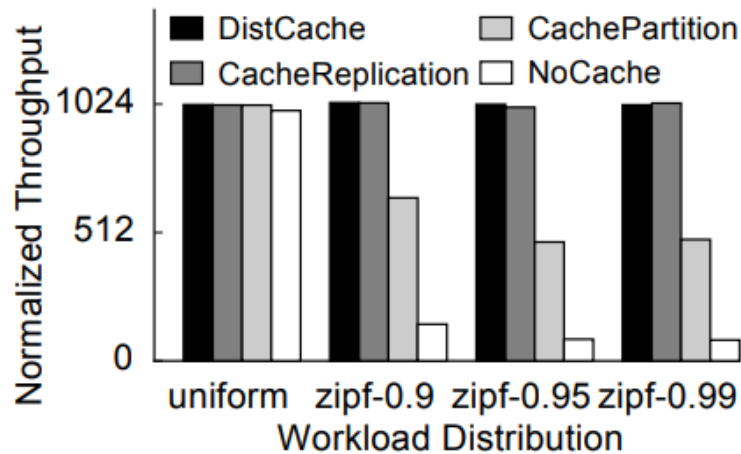 Normalized Throughput
DistCache
CachePartition
CacheReplication
NoCache
1024
512
0
uniform
zipf-0.9
zipf-0.95
zipf-0.99
Workload Distribution